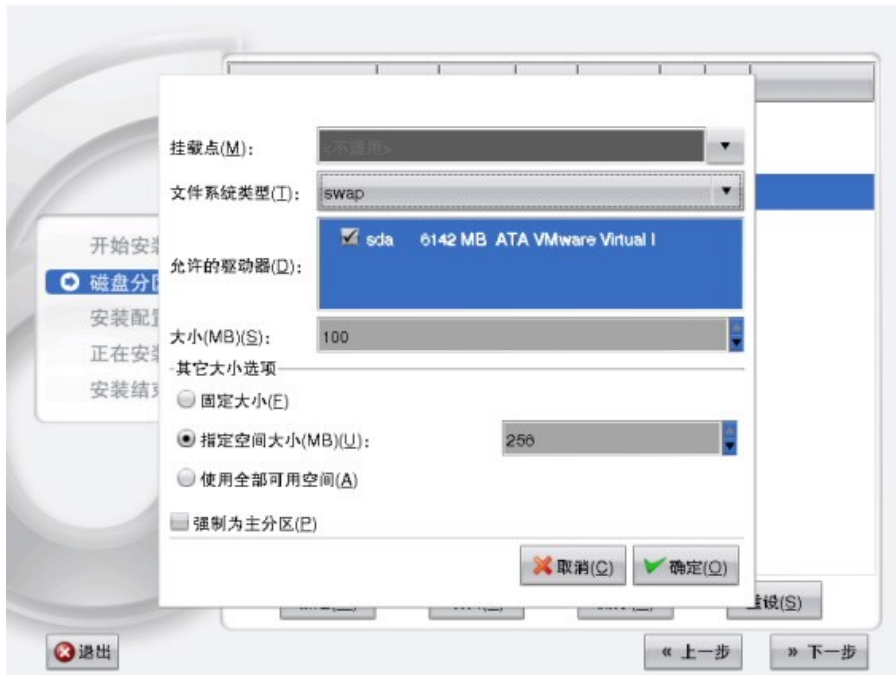 挂载点(M):
<不适用>
文件系统类型(T):
swap
允许的驱动器(D):
sda 6142 MB ATA VMware Virtual I
大小(MB)(S):
100
其它大小选项
固定大小(F)
指定空间大小(MB)(U):
256
使用全部可用空间(A)
强制为主分区(P)
取消(C)
确定(O)
开始安
磁盘分
安装配
正在安
安装结
重设(S)
退出
« 上一步
» 下一步